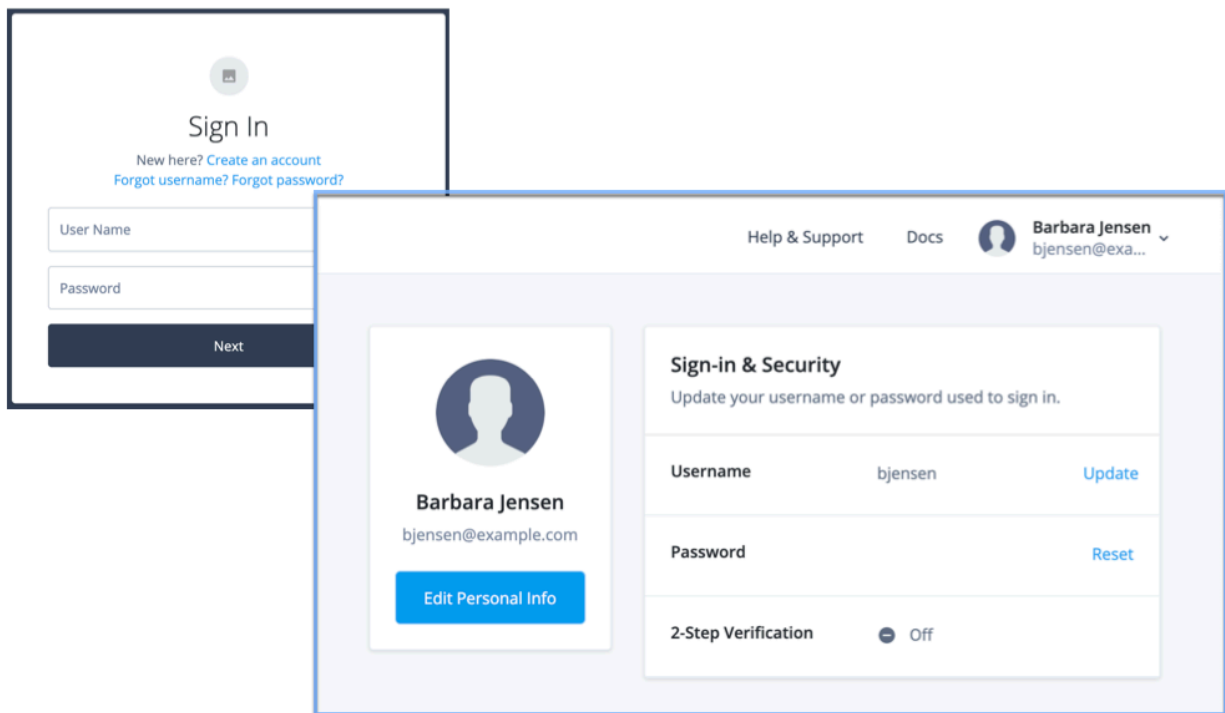 Sign In
New here? Create an account
Forgot username? Forgot password?
User Name
Password
Next
Help & Support
Docs
Barbara Jensen
bjensen@exa...
Barbara Jensen
bjensen@example.com
Edit Personal Info
Sign-in & Security
Update your username or password used to sign in.
Username bjensen Update
Password Reset
2-Step Verification Off